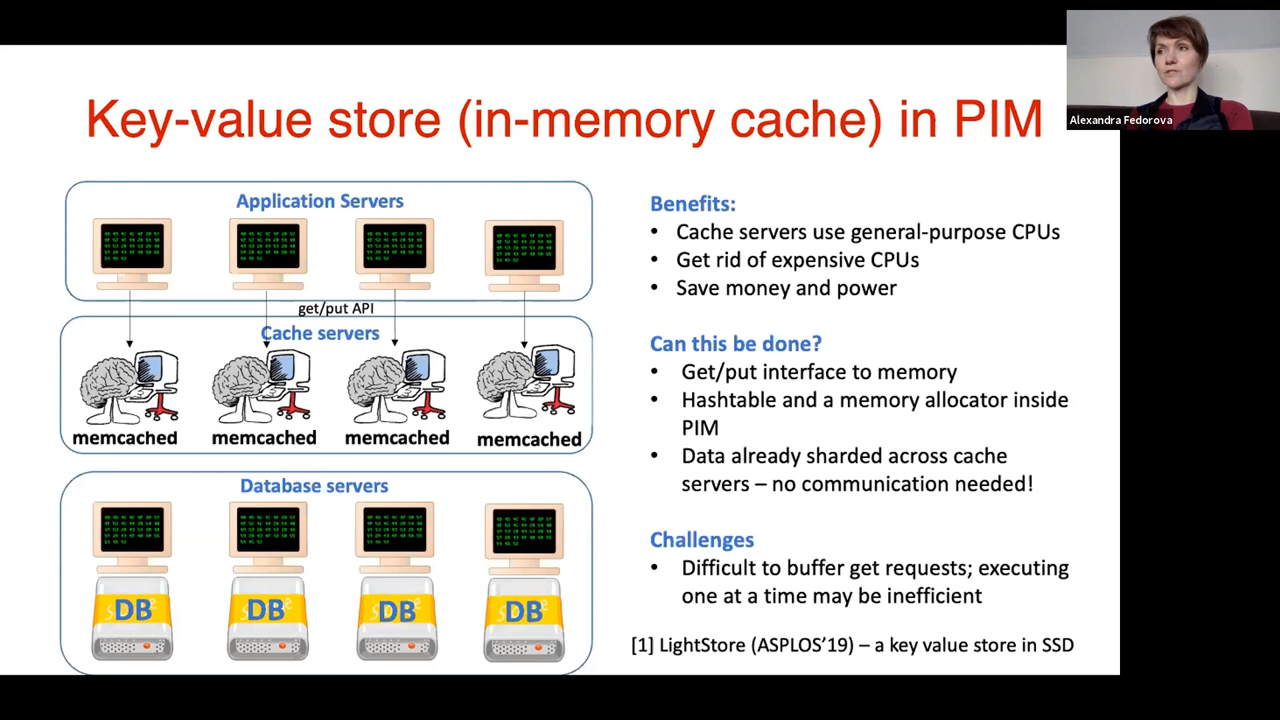 Alexandra Fedorova
Key-value store (in-memory cache) in PIM
Application Servers
get/put API
Cache servers
memcached
memcached
memcached
memcached
Database servers
DB
DB
DB
DB
Benefits:
• Cache servers use general-purpose CPUs
• Get rid of expensive CPUs
• Save money and power
Can this be done?
• Get/put interface to memory
• Hashtable and a memory allocator inside
PIM
• Data already sharded across cache
servers – no communication needed!
Challenges
• Difficult to buffer get requests; executing
one at a time may be inefficient
[1] LightStore (ASPLOS’19) – a key value store in SSD